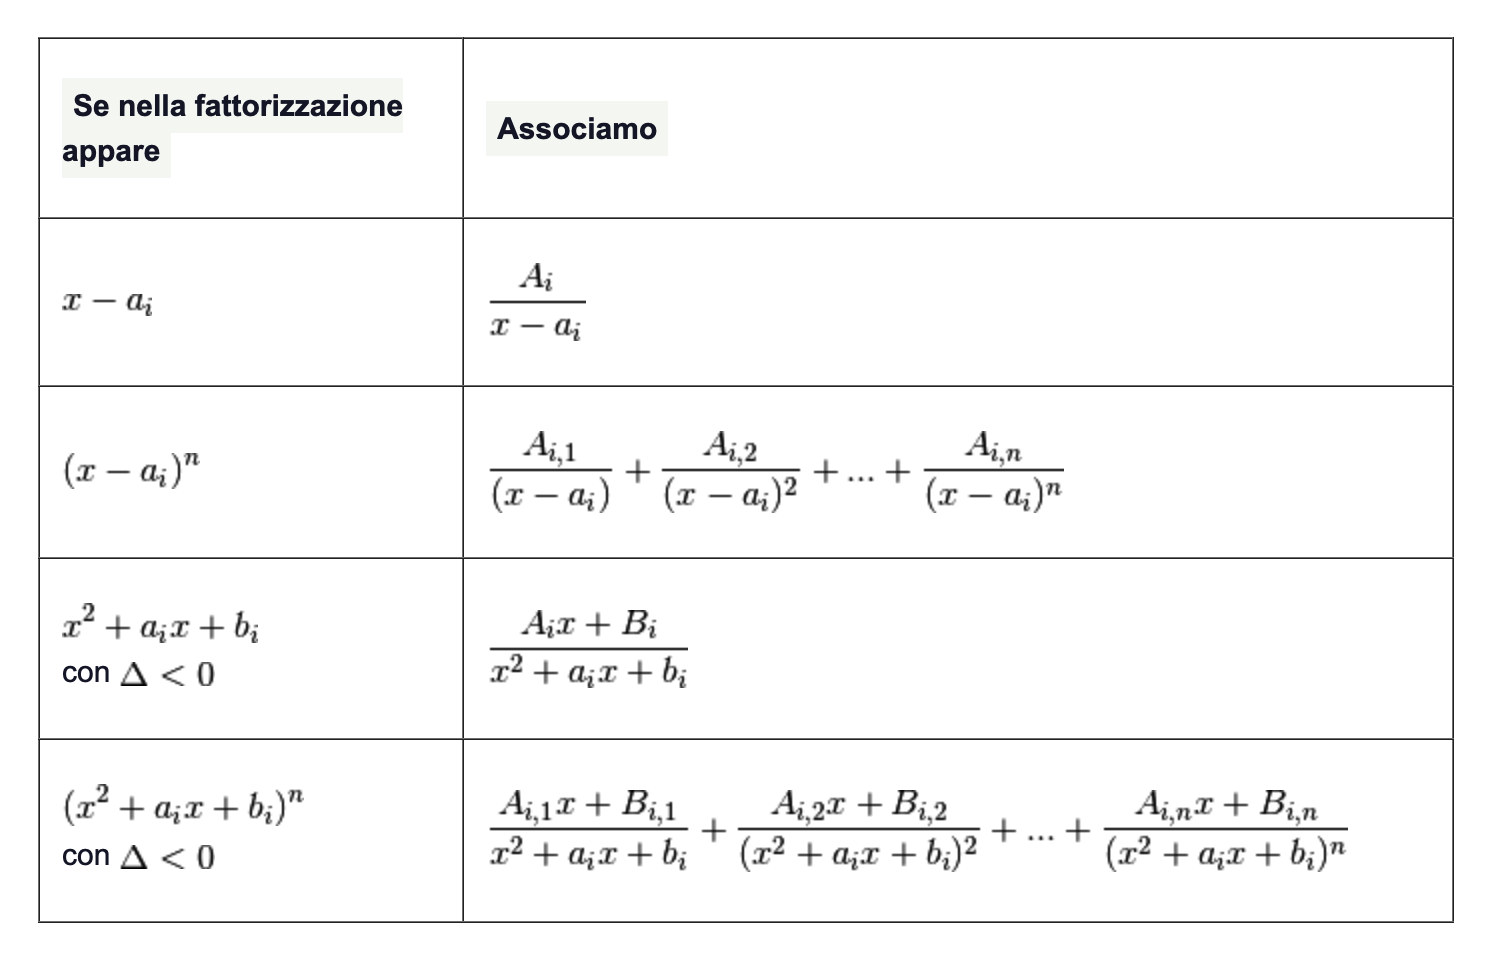 Se nella fattorizzazione
appare
Associamo
x − a_i
\frac{A_i}{x − a_i}
(x − a_i)^n
\frac{A_{i,1}}{(x − a_i)} + \frac{A_{i,2}}{(x − a_i)^2} + ... + \frac{A_{i,n}}{(x − a_i)^n}
x^2 + a_i x + b_i
con Δ < 0
\frac{A_i x + B_i}{x^2 + a_i x + b_i}
(x^2 + a_i x + b_i)^n
con Δ < 0
\frac{A_{i,1} x + B_{i,1}}{x^2 + a_i x + b_i} + \frac{A_{i,2} x + B_{i,2}}{(x^2 + a_i x + b_i)^2} + ... + \frac{A_{i,n} x + B_{i,n}}{(x^2 + a_i x + b_i)^n}